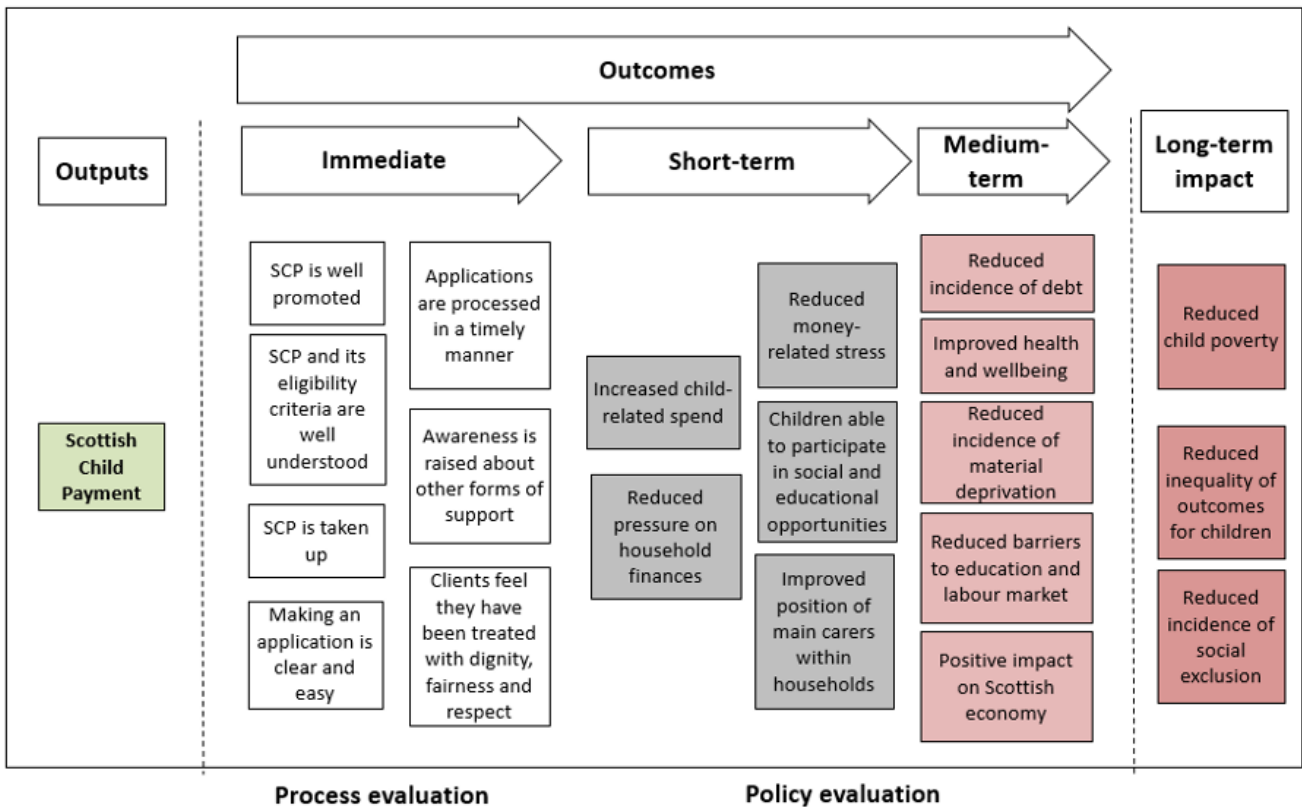 Outcomes
Outputs
Immediate
Short-term
Medium-
term
Long-term
impact
Scottish
Child
Payment
SCP is well
promoted
SCP and its
eligibility
criteria are
well
understood
SCP is taken
up
Making an
application is
clear and
easy
Applications
are processed
in a timely
manner
Awareness is
raised about
other forms of
support
Clients feel
they have
been treated
with dignity,
fairness and
respect
Increased child-
related spend
Reduced
pressure on
household
finances
Reduced
money-
related stress
Children able
to participate
in social and
educational
opportunities
Improved
position of
main carers
within
households
Reduced
incidence of debt
Improved health
and wellbeing
Reduced
incidence of
material
deprivation
Reduced barriers
to education and
labour market
Positive impact
on Scottish
economy
Reduced
child poverty
Reduced
inequality of
outcomes
for children
Reduced
incidence of
social
exclusion
Process evaluation
Policy evaluation